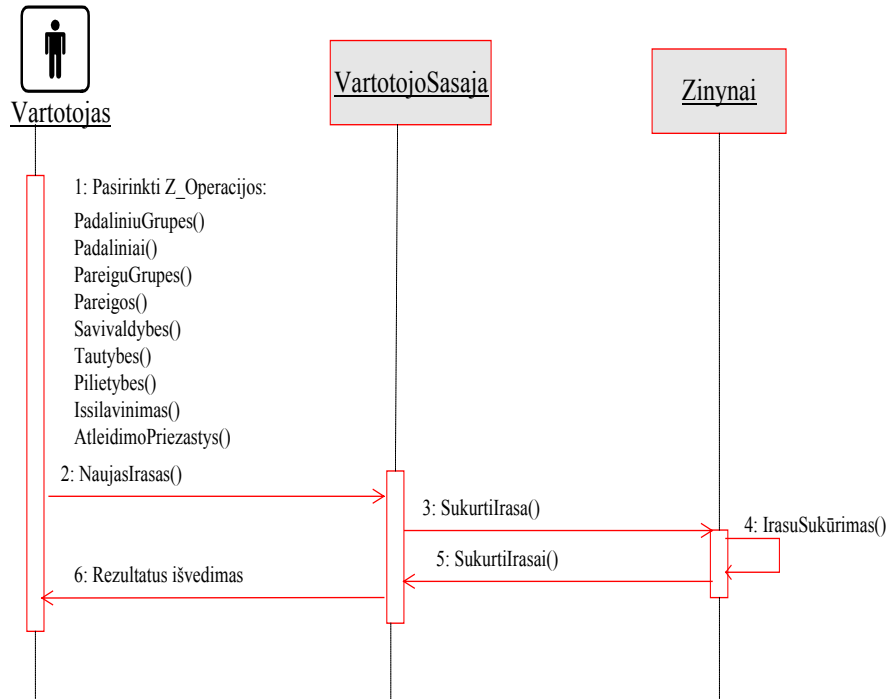 Vartotojas
VartotojoSasaja
Zinynai
1: Pasirinkti Z_Operacijos:
PadaliniuGrupes()
Padaliniai()
PareiguGrupes()
Pareigos()
Savivaldybes()
Tautybes()
Pilietybes()
Issilavinimas()
AtleidimoPriezastys()
2: NaujasIrasas()
3: SukurtiIrasa()
4: IrasuSukūrimas()
5: SukurtiIrasai()
6: Rezultatus išvedimas